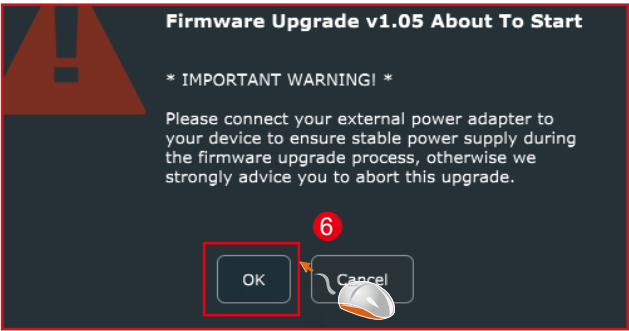 Firmware Upgrade v1.05 About To Start
* IMPORTANT WARNING! *
Please connect your external power adapter to
your device to ensure stable power supply during
the firmware upgrade process, otherwise we
strongly advice you to abort this upgrade.
6
OK
Cancel